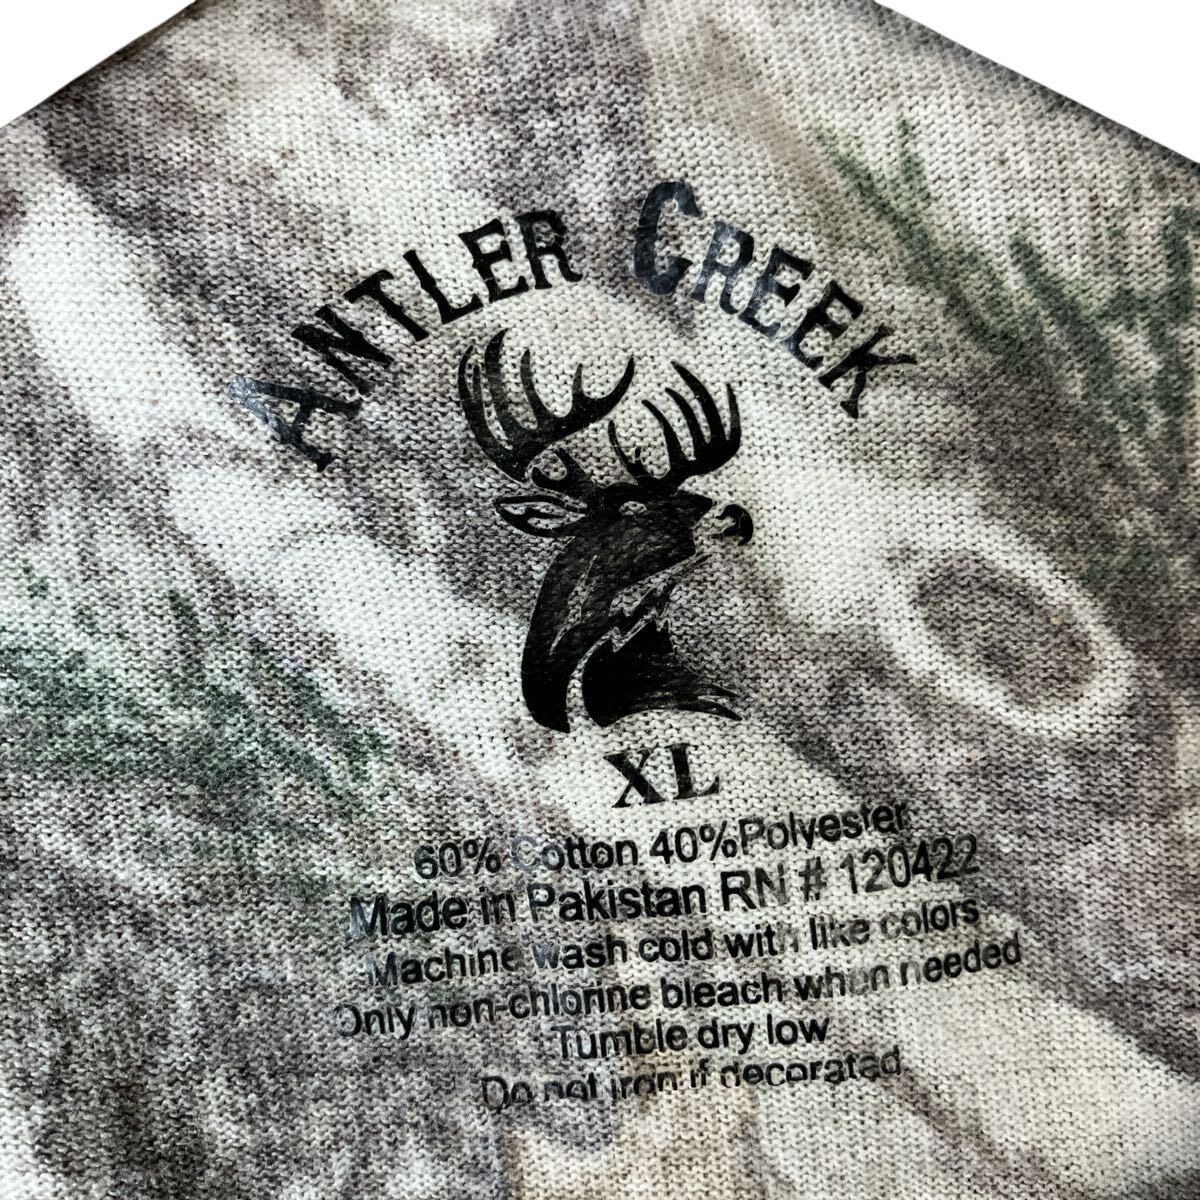 ANTLER CREEK
XL
60% Cotton 40%Polyester
Made in Pakistan RN # 120422
Machine wash cold with like colors
Only non-chlorine bleach when needed
Tumble dry low
Do not iron if decorated